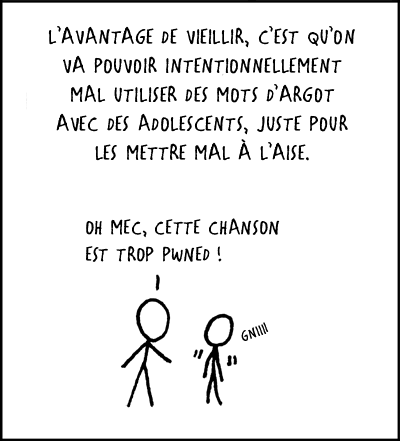 L'AVANTAGE DE VIEILLIR, C'EST QU'ON
VA POUVOIR INTENTIONNELLEMENT
MAL UTILISER DES MOTS D'ARGOT
AVEC DES ADOLESCENTS, JUSTE POUR
LES METTRE MAL À L'AISE.
OH MEC, CETTE CHANSON
EST TROP PWNED !
GNIIII